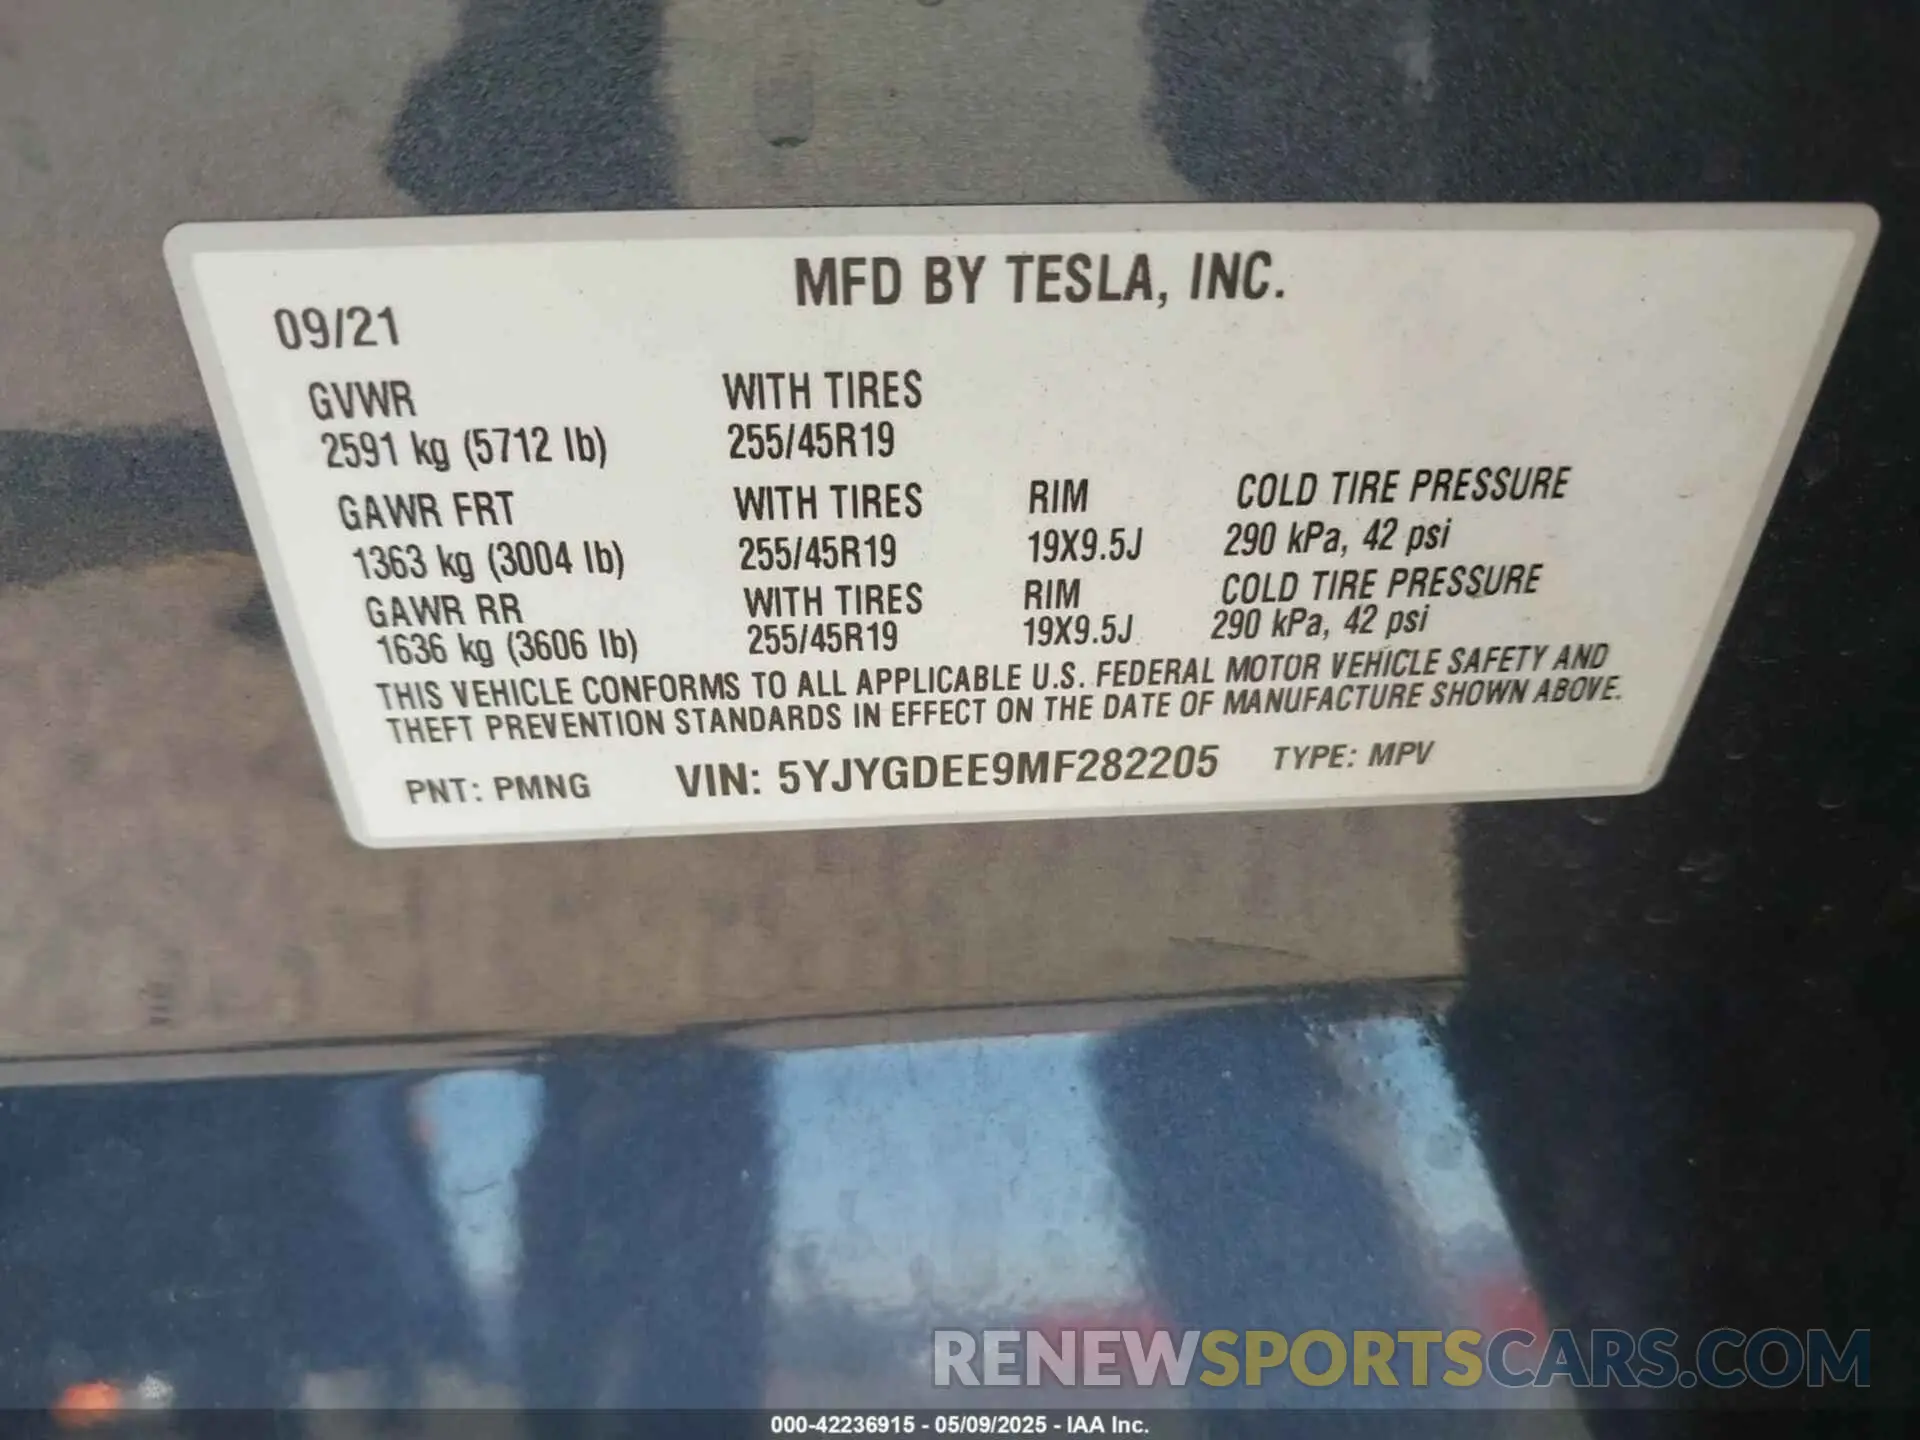 MFD BY TESLA, INC.
09/21
GVWR WITH TIRES
2591 kg (5712 lb) 255/45R19
GAWR FRT WITH TIRES RIM COLD TIRE PRESSURE
1363 kg (3004 lb) 255/45R19 19X9.5J 290 kPa, 42 psi
GAWR RR WITH TIRES RIM COLD TIRE PRESSURE
1636 kg (3606 lb) 255/45R19 19X9.5J 290 kPa, 42 psi
THIS VEHICLE CONFORMS TO ALL APPLICABLE U.S. FEDERAL MOTOR VEHICLE SAFETY AND
THEFT PREVENTION STANDARDS IN EFFECT ON THE DATE OF MANUFACTURE SHOWN ABOVE.
PNT: PMNG VIN: 5YJYGDEE9MF282205 TYPE: MPV
RENEWSPORTSCARS.COM
000-42236915 - 05/09/2025 - IAA Inc.